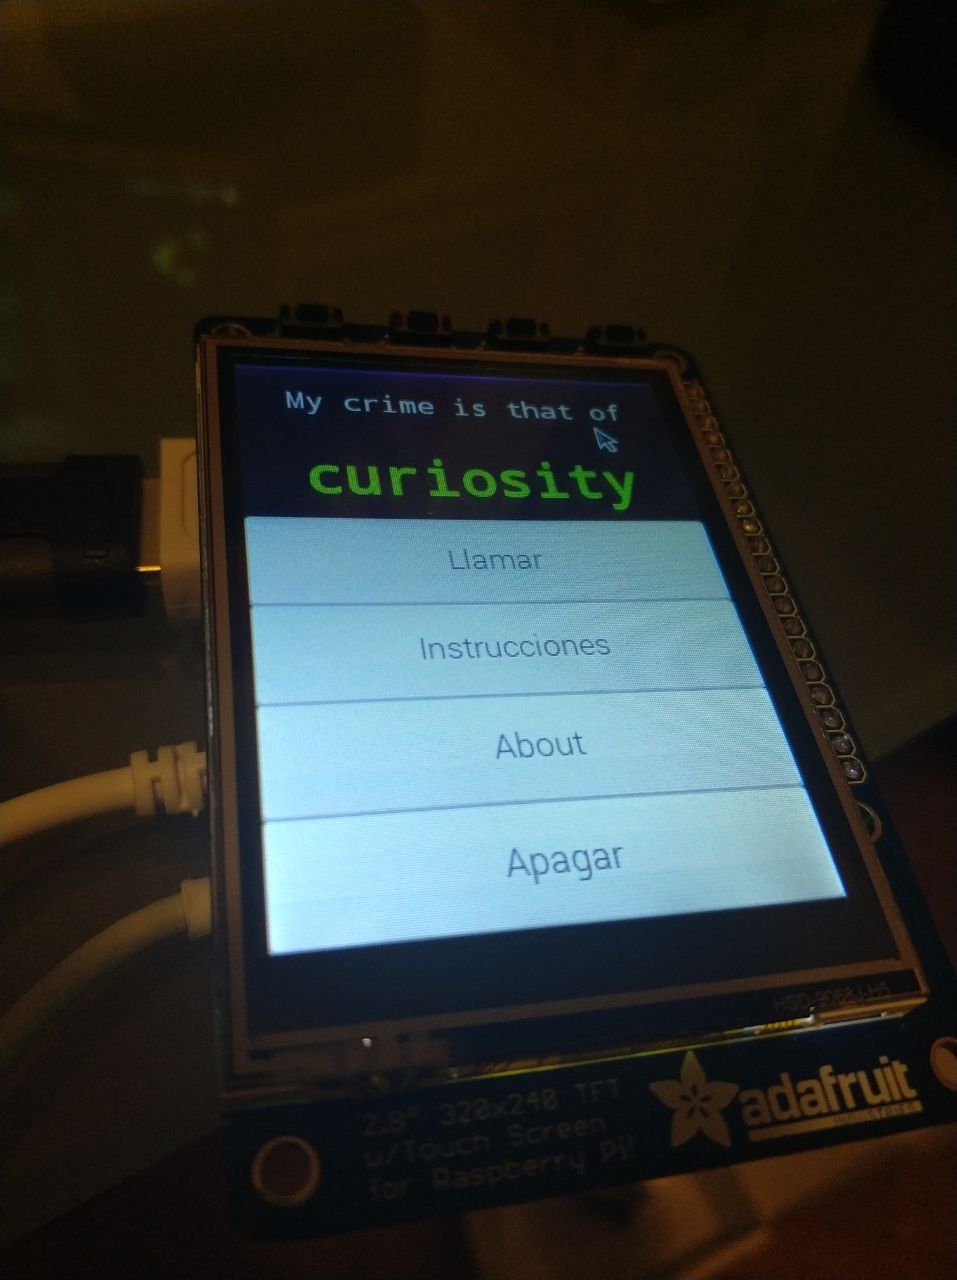 My crime is that of
curiosity
Llamar
Instrucciones
About
Apagar
2.8" 320x240 TFT
w/Touch Screen
for Raspberry Pi!
adafruit
INDUSTRIES